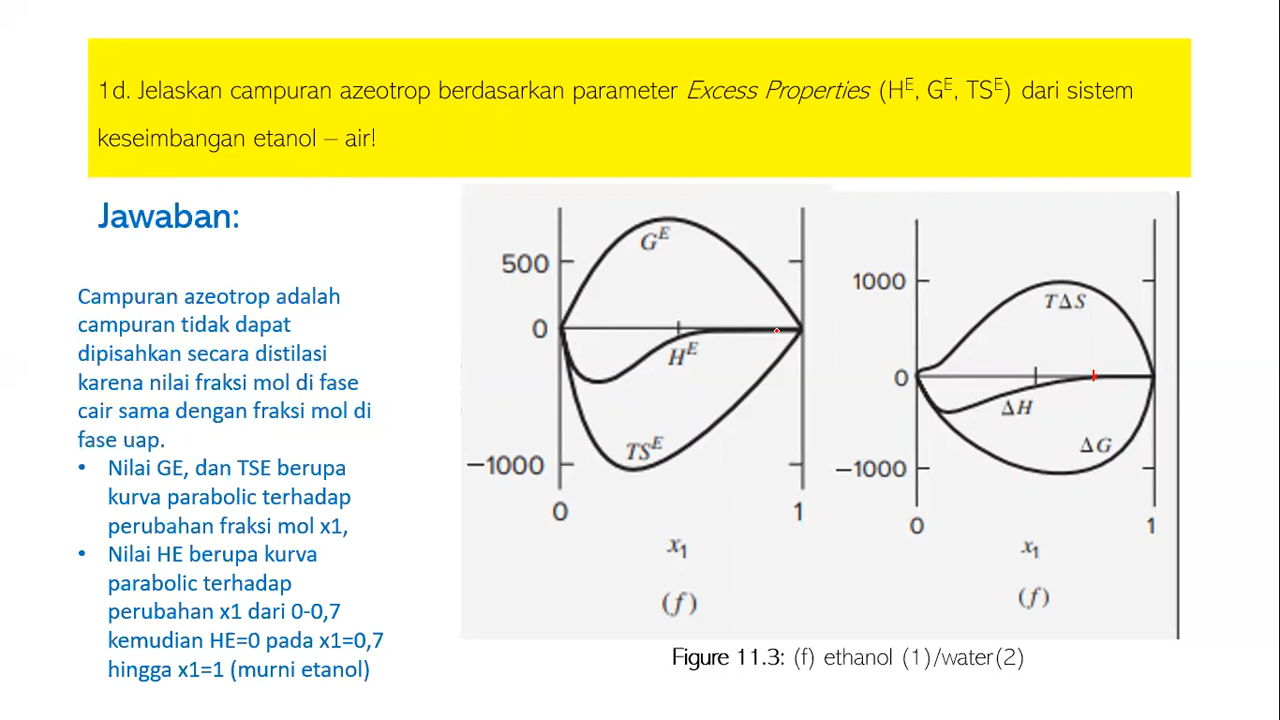 1d. Jelaskan campuran azeotrop berdasarkan parameter Excess Properties (Hᴱ, Gᴱ, TSᴱ) dari sistem
keseimbangan etanol – air!
Jawaban:
Campuran azeotrop adalah
campuran tidak dapat
dipisahkan secara distilasi
karena nilai fraksi mol di fase
cair sama dengan fraksi mol di
fase uap.
• Nilai GE, dan TSE berupa
kurva parabolic terhadap
perubahan fraksi mol x1,
• Nilai HE berupa kurva
parabolic terhadap
perubahan x1 dari 0-0,7
kemudian HE=0 pada x1=0,7
hingga x1=1 (murni etanol)
Gᴱ
500
0
Hᴱ
TSᴱ
−1000
0 1
x₁
(f)
1000
TΔS
0
ΔH
ΔG
−1000
0 1
x₁
(f)
Figure 11.3: (f) ethanol (1)/water(2)